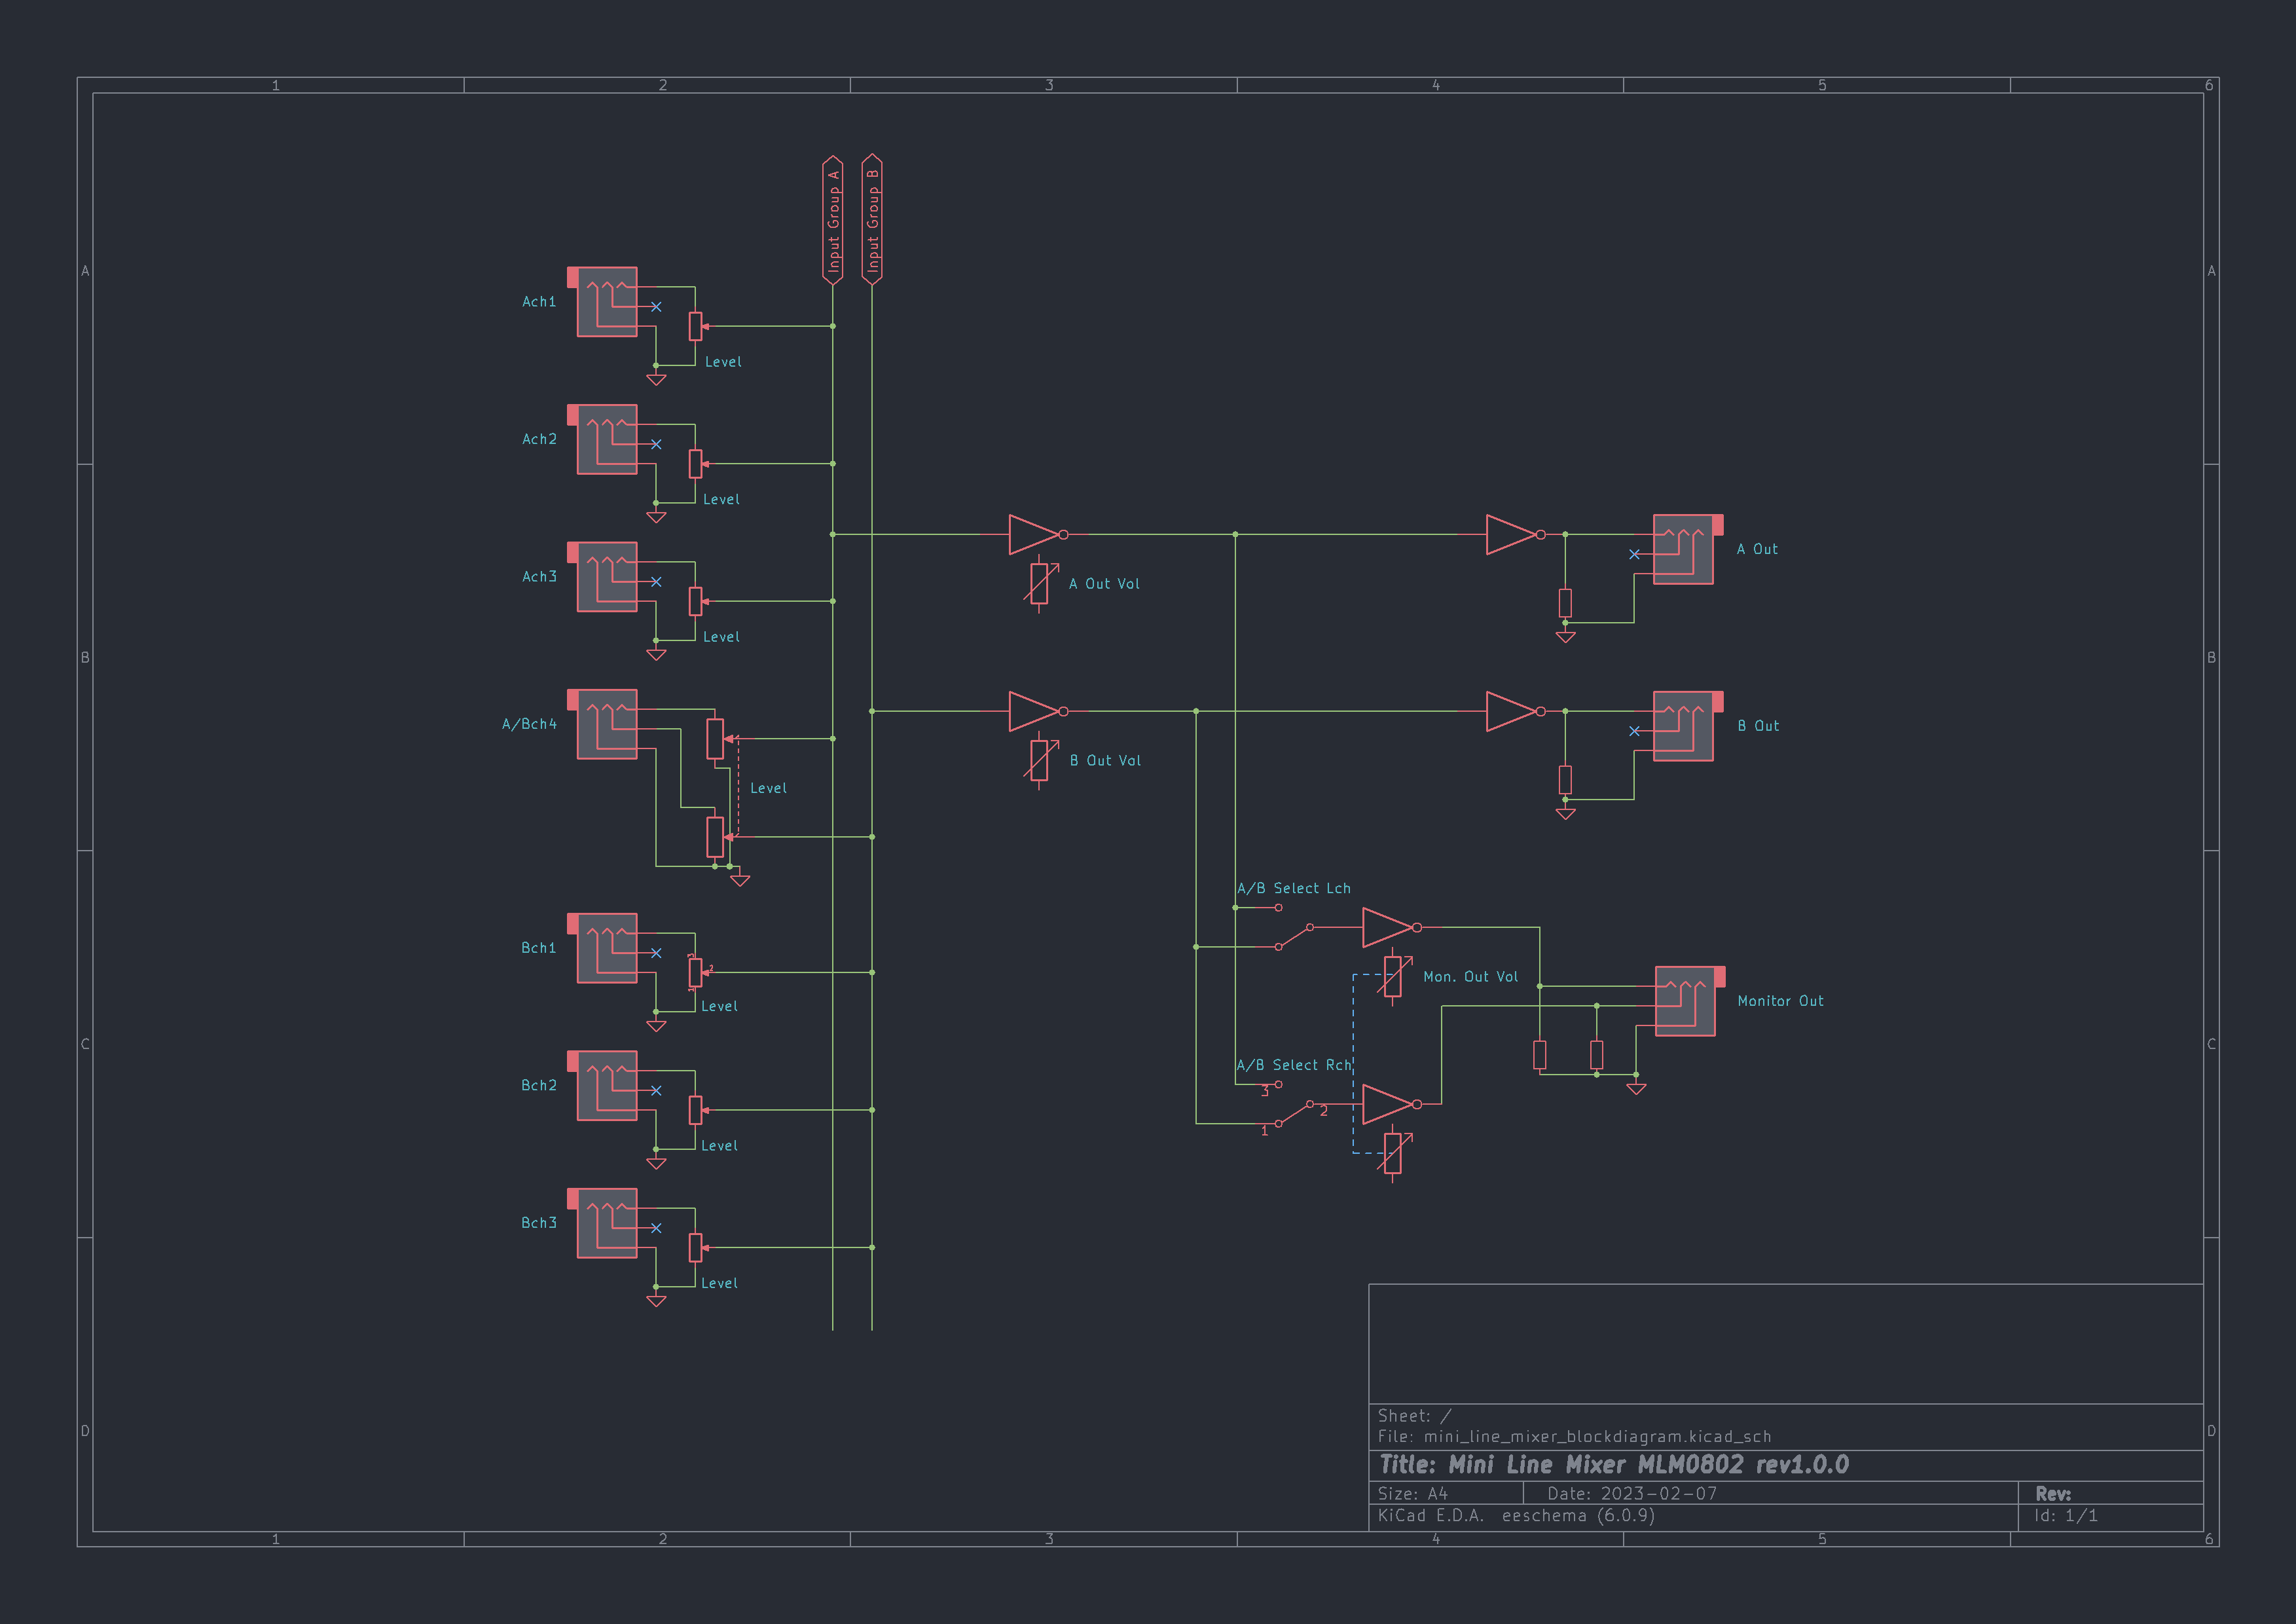 1 2 3 4 5 6
Input Group A
Input Group B
A A
Ach1
Level
Ach2
Level
Ach3
Level
A Out
A Out Vol
B B
A/Bch4
Level
B Out
B Out Vol
A/B Select Lch
Bch1
3
2
1
Level
Mon. Out Vol
Monitor Out
C C
A/B Select Rch
3
2
1
Bch2
Level
Bch3
Level
D D
Sheet: /
File: mini_line_mixer_blockdiagram.kicad_sch
Title: Mini Line Mixer MLM0802 rev1.0.0
Size: A4 Date: 2023-02-07 Rev:
KiCad E.D.A. eeschema (6.0.9) Id: 1/1
1 2 3 4 5 6